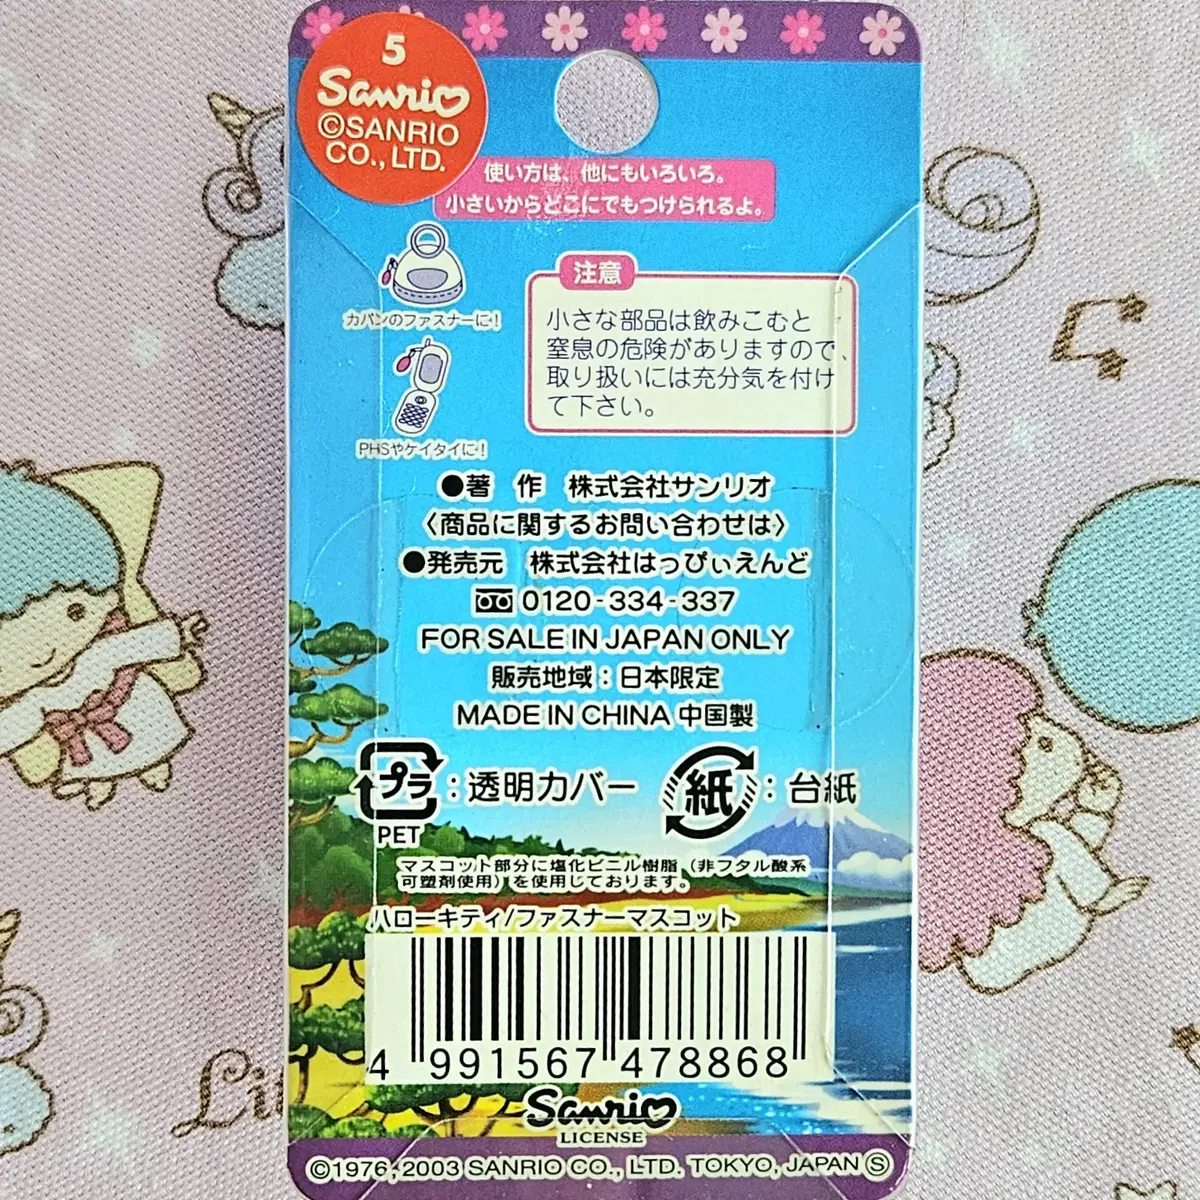 5
Sanrio
©SANRIO
CO., LTD.
使い方は、他にもいろいろ。
小さいからどこにでもつけられるよ。
カバンのファスナーに!
PHSやケイタイに!
注意
小さな部品は飲みこむと
窒息の危険がありますので、
取り扱いには充分気を付け
て下さい。
●著 作 株式会社サンリオ
〈商品に関するお問い合わせは〉
●発売元 株式会社はっぴぃえんど
0120-334-337
FOR SALE IN JAPAN ONLY
販売地域:日本限定
MADE IN CHINA 中国製
プラ:透明カバー
PET
紙:台紙
マスコット部分に塩化ビニル樹脂(非フタル酸系
可塑剤使用)を使用しております。
ハローキティ/ファスナーマスコット
4 991567 478868
Sanrio
LICENSE
©1976, 2003 SANRIO CO., LTD. TOKYO, JAPAN Ⓢ